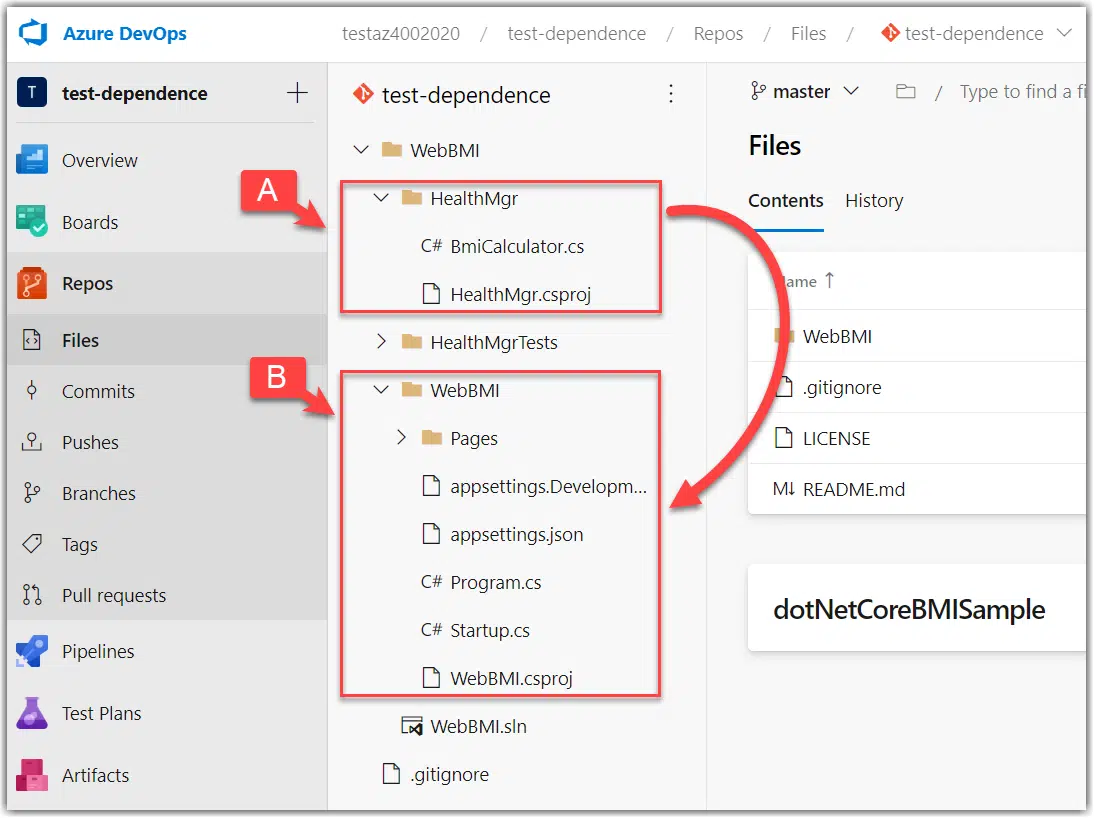 Azure DevOps
testaz4002020 / test-dependence / Repos / Files / test-dependence
T test-dependence
Overview
Boards
Repos
Files
Commits
Pushes
Branches
Tags
Pull requests
Pipelines
Test Plans
Artifacts
test-dependence
WebBMI
A
HealthMgr
C# BmiCalculator.cs
HealthMgr.csproj
HealthMgrTests
B
WebBMI
Pages
appsettings.Developm...
appsettings.json
C# Program.cs
C# Startup.cs
WebBMI.csproj
WebBMI.sln
.gitignore
master / Type to find a fi
Files
Contents History
ame ↑
WebBMI
.gitignore
LICENSE
M↓ README.md
dotNetCoreBMISample